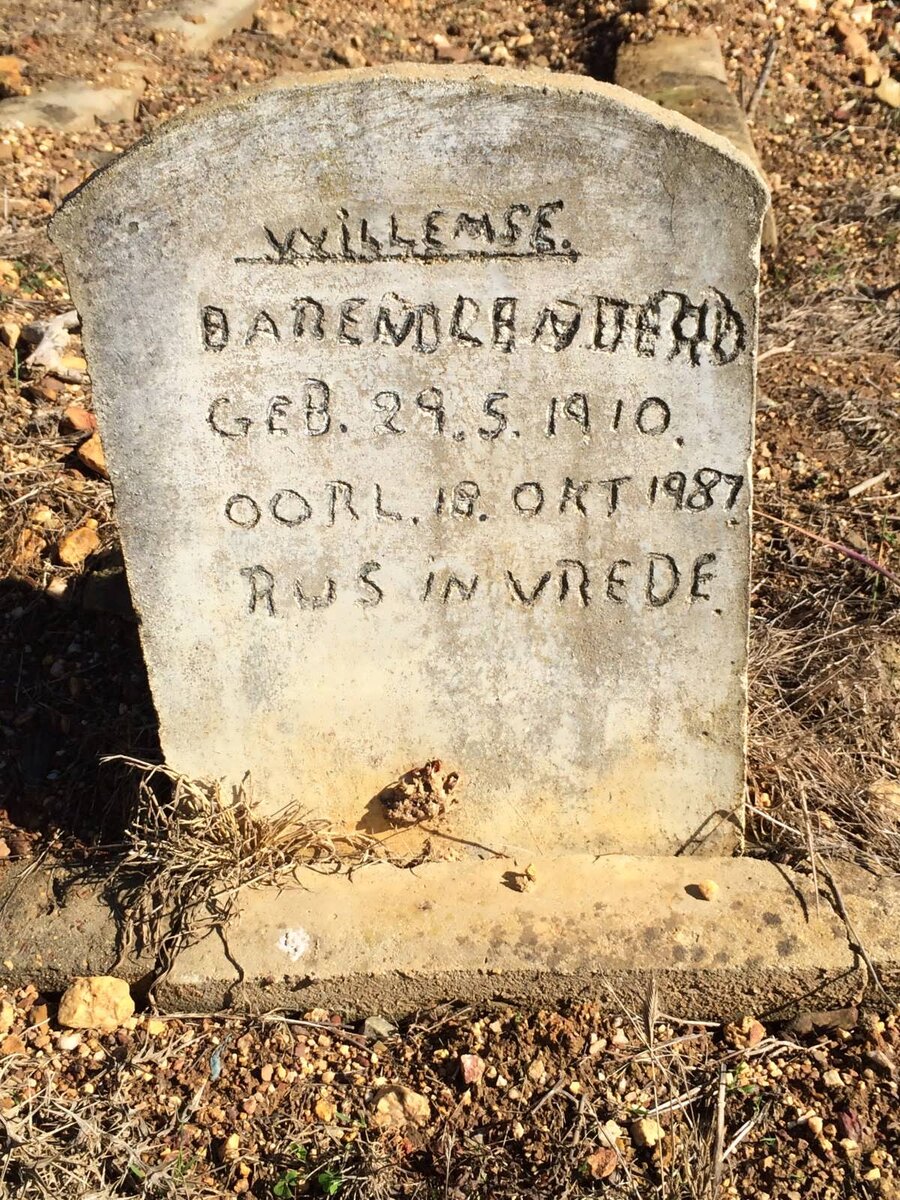 WILLEMSE.
BAREND
GEB. 29.5.1910.
OORL. 18. OKT 1987.
RUS IN VREDE.